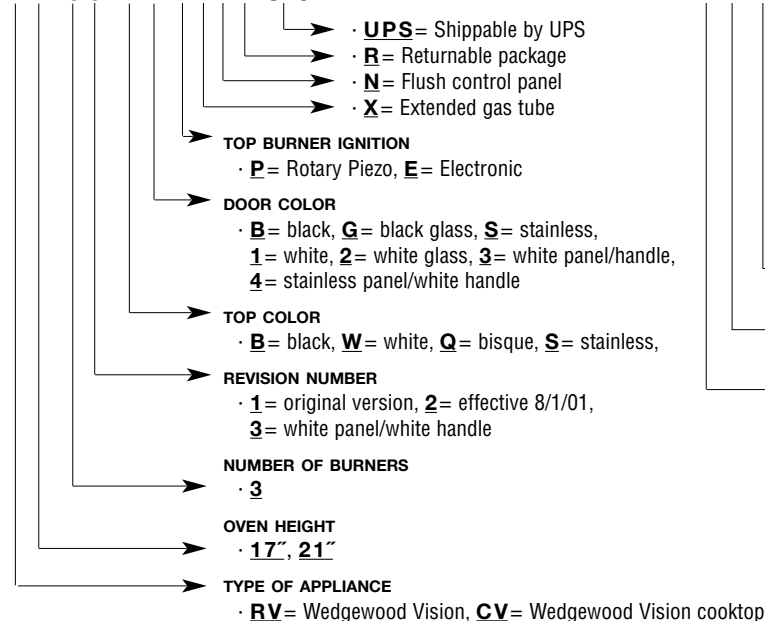 · UPS= Shippable by UPS
· R= Returnable package
· N= Flush control panel
· X= Extended gas tube
TOP BURNER IGNITION
· P= Rotary Piezo, E= Electronic
DOOR COLOR
· B= black, G= black glass, S= stainless,
1= white, 2= white glass, 3= white panel/handle,
4= stainless panel/white handle
TOP COLOR
· B= black, W= white, Q= bisque, S= stainless,
REVISION NUMBER
· 1= original version, 2= effective 8/1/01,
3= white panel/white handle
NUMBER OF BURNERS
· 3
OVEN HEIGHT
· 17˝, 21˝
TYPE OF APPLIANCE
· RV= Wedgewood Vision, CV= Wedgewood Vision cooktop